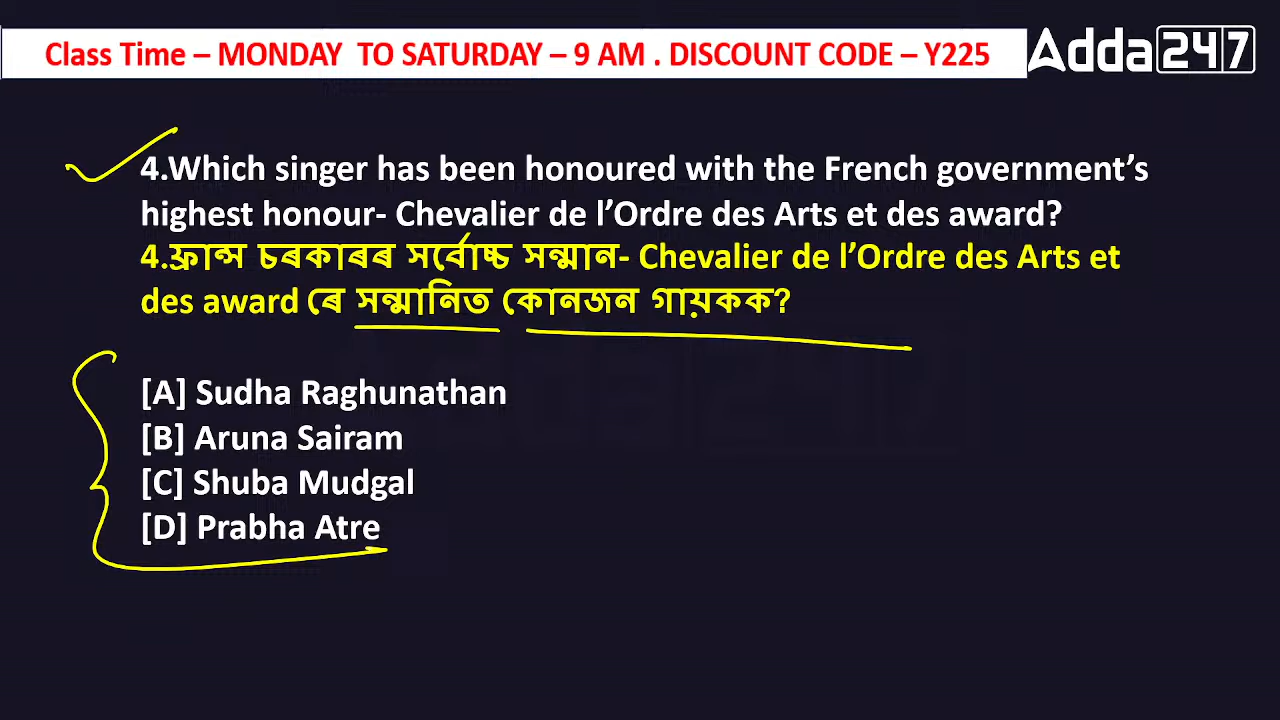 Class Time – MONDAY TO SATURDAY – 9 AM . DISCOUNT CODE – Y225
Adda247
4.Which singer has been honoured with the French government’s
highest honour- Chevalier de l’Ordre des Arts et des award?
4.ফ্ৰান্স চৰকাৰৰ সৰ্বোচ্চ সন্মান- Chevalier de l’Ordre des Arts et
des award ৰে সন্মানিত কোনজন গায়কক?
[A] Sudha Raghunathan
[B] Aruna Sairam
[C] Shuba Mudgal
[D] Prabha Atre